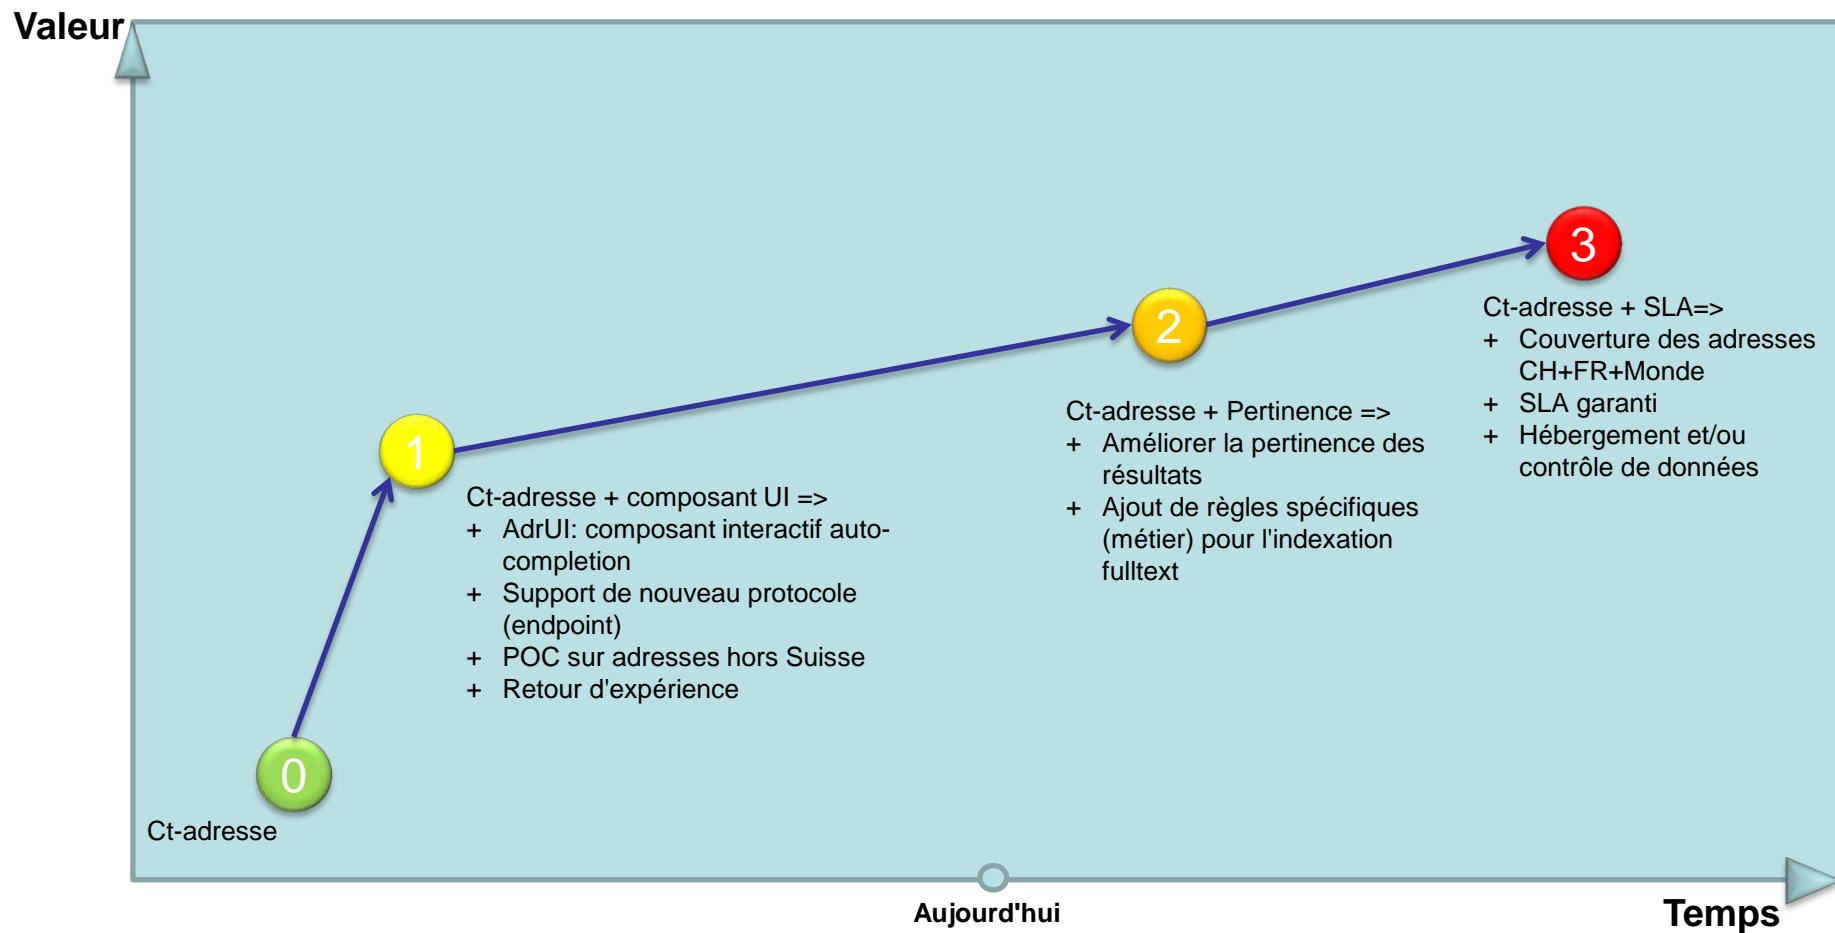 Valeur
3
2
Ct-adresse + SLA=>
+ Couverture des adresses
CH+FR+Monde
+ SLA garanti
+ Hébergement et/ou
contrôle de données
Ct-adresse + Pertinence =>
+ Améliorer la pertinence des
résultats
+ Ajout de règles spécifiques
(métier) pour l'indexation
fulltext
1
Ct-adresse + composant UI =>
+ AdrUI: composant interactif auto-
completion
+ Support de nouveau protocole
(endpoint)
+ POC sur adresses hors Suisse
+ Retour d'expérience
0
Ct-adresse
Aujourd'hui
Temps